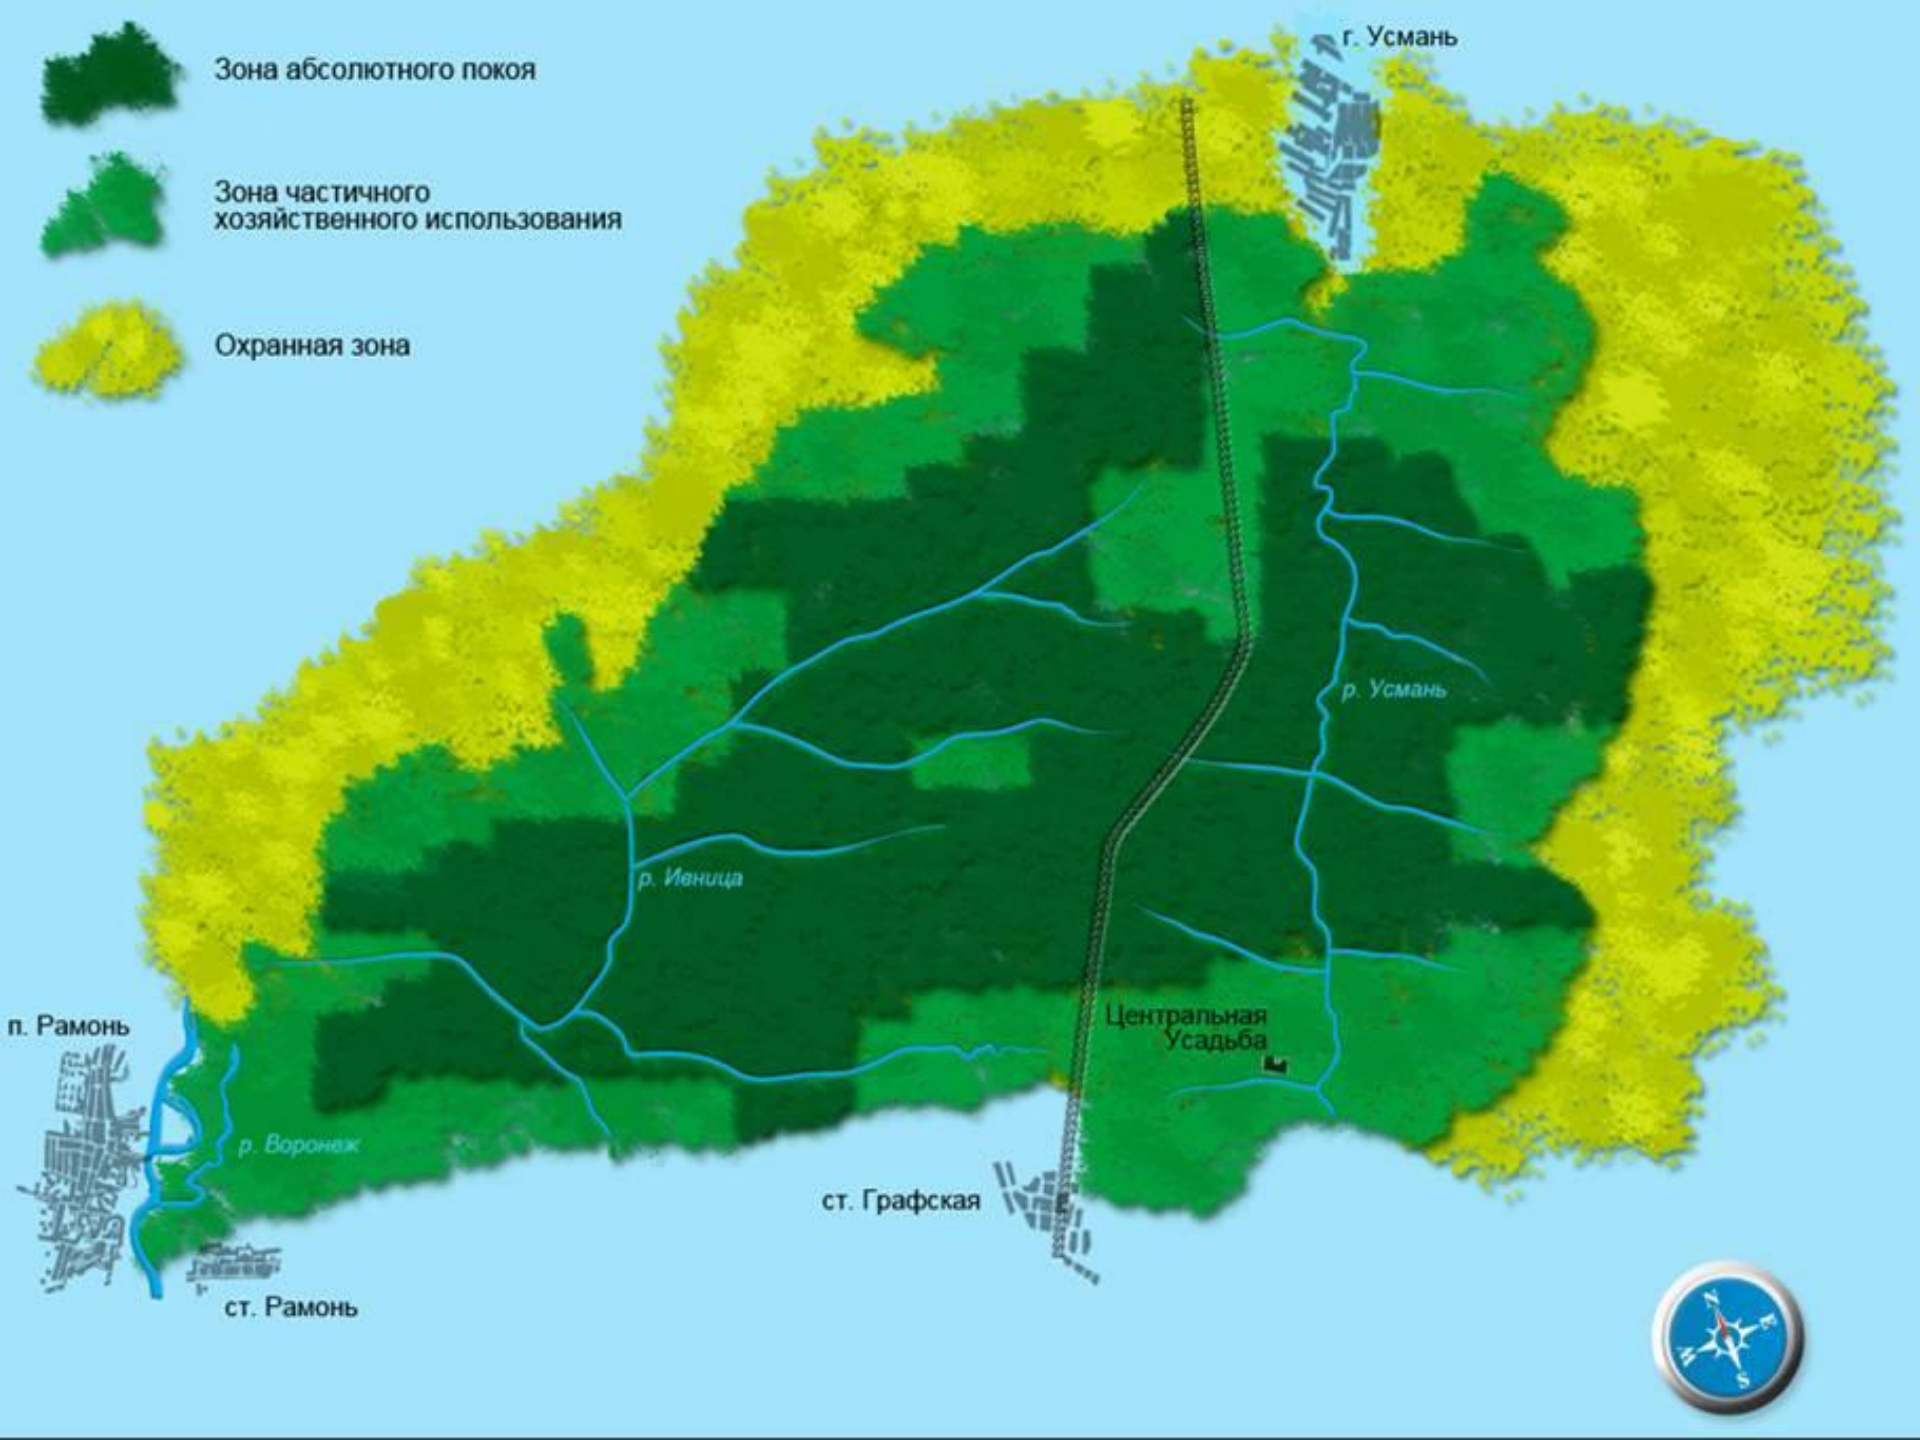 г. Усмань
Зона абсолютного покоя
Зона частичного
хозяйственного использования
Охранная зона
р. Усмань
р. Ивница
Центральная
Усадьба
п. Рамонь
р. Воронеж
ст. Графская
ст. Рамонь
N
E
W
S